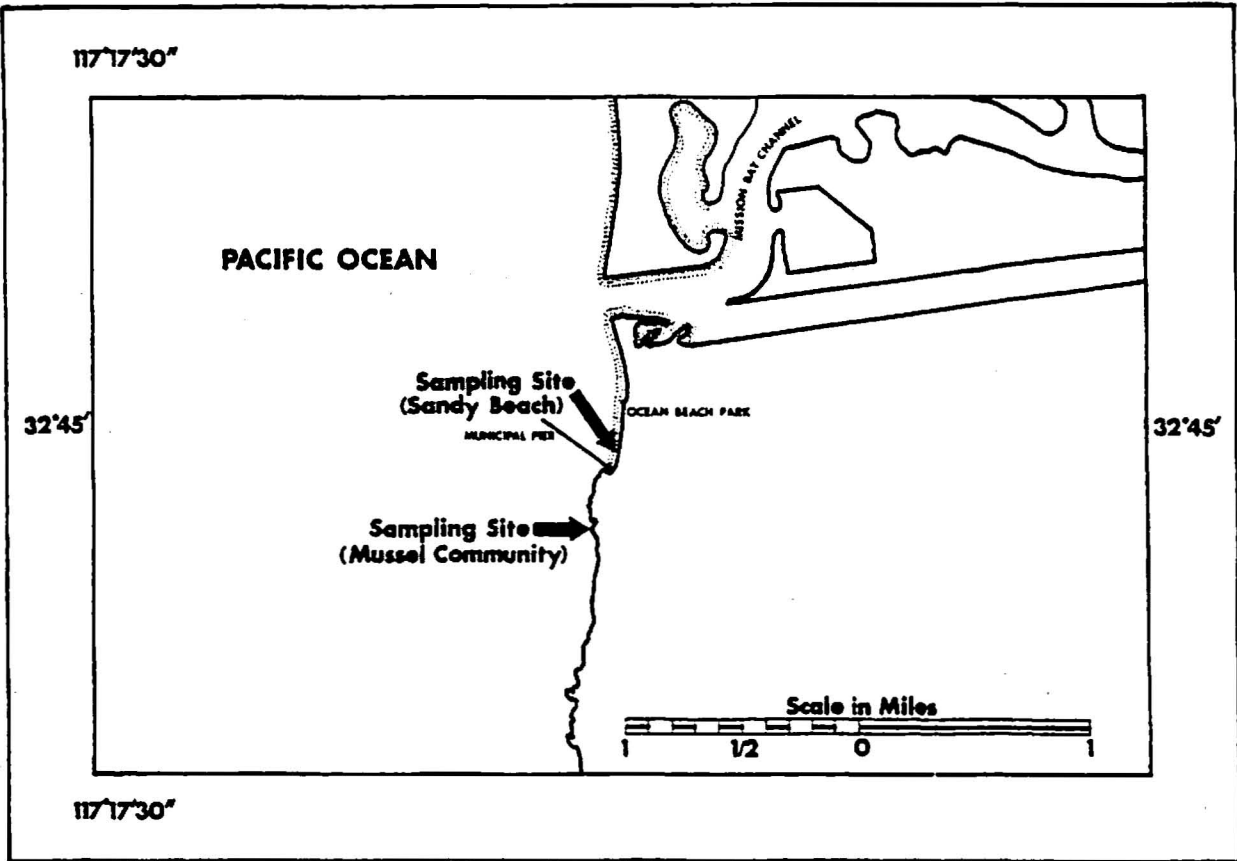 117°17'30"
MISSION BAY CHANNEL
PACIFIC OCEAN
Sampling Site
(Sandy Beach)
OCEAN BEACH PARK
32°45'
32°45'
MUNICIPAL PIER
Sampling Site
(Mussel Community)
Scale in Miles
1 1/2 0 1
117°17'30"